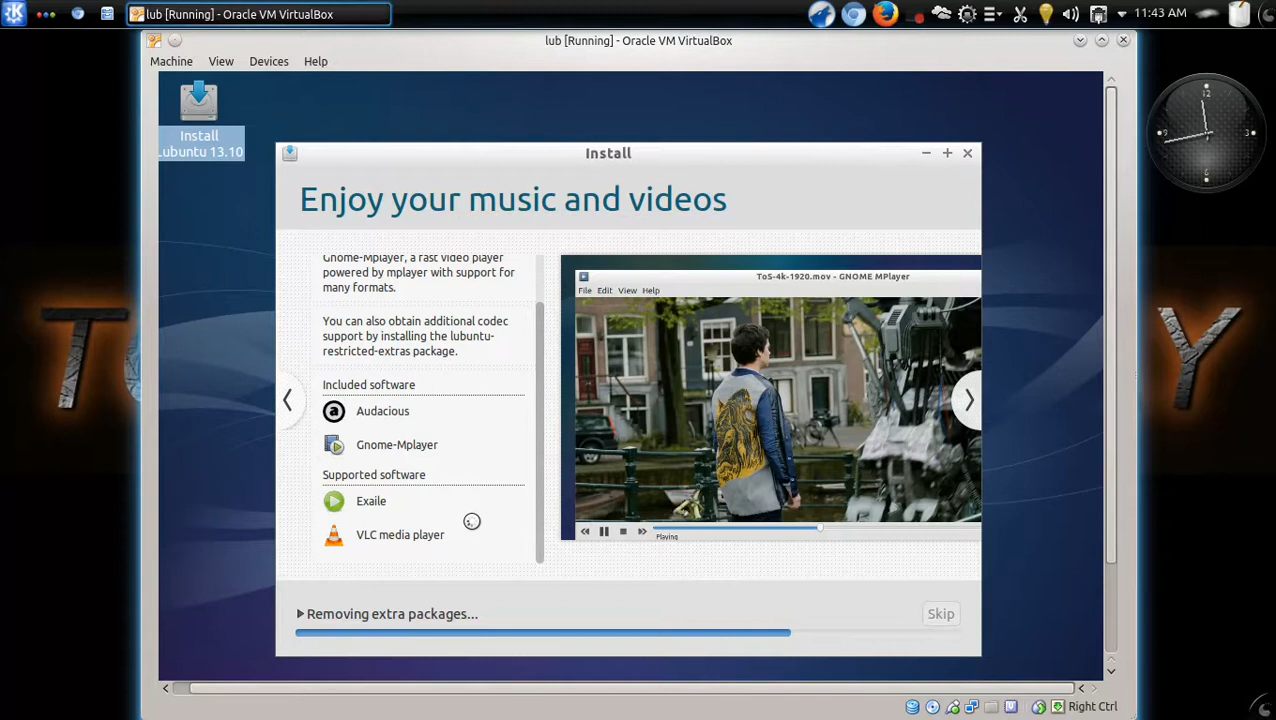 lub [Running] - Oracle VM VirtualBox
11:43 AM
lub [Running] - Oracle VM VirtualBox
Machine View Devices Help
Install
Lubuntu 13.10
Install
Enjoy your music and videos
Gnome-Mplayer, a fast video player
powered by mplayer with support for
many formats.
You can also obtain additional codec
support by installing the lubuntu-
restricted-extras package.
Included software
Audacious
Gnome-Mplayer
Supported software
Exaile
VLC media player
ToS-4k-1920.mov - GNOME MPlayer
File Edit View Help
Playing
Removing extra packages...
Skip
Right Ctrl
12
3
6
9
T
Y